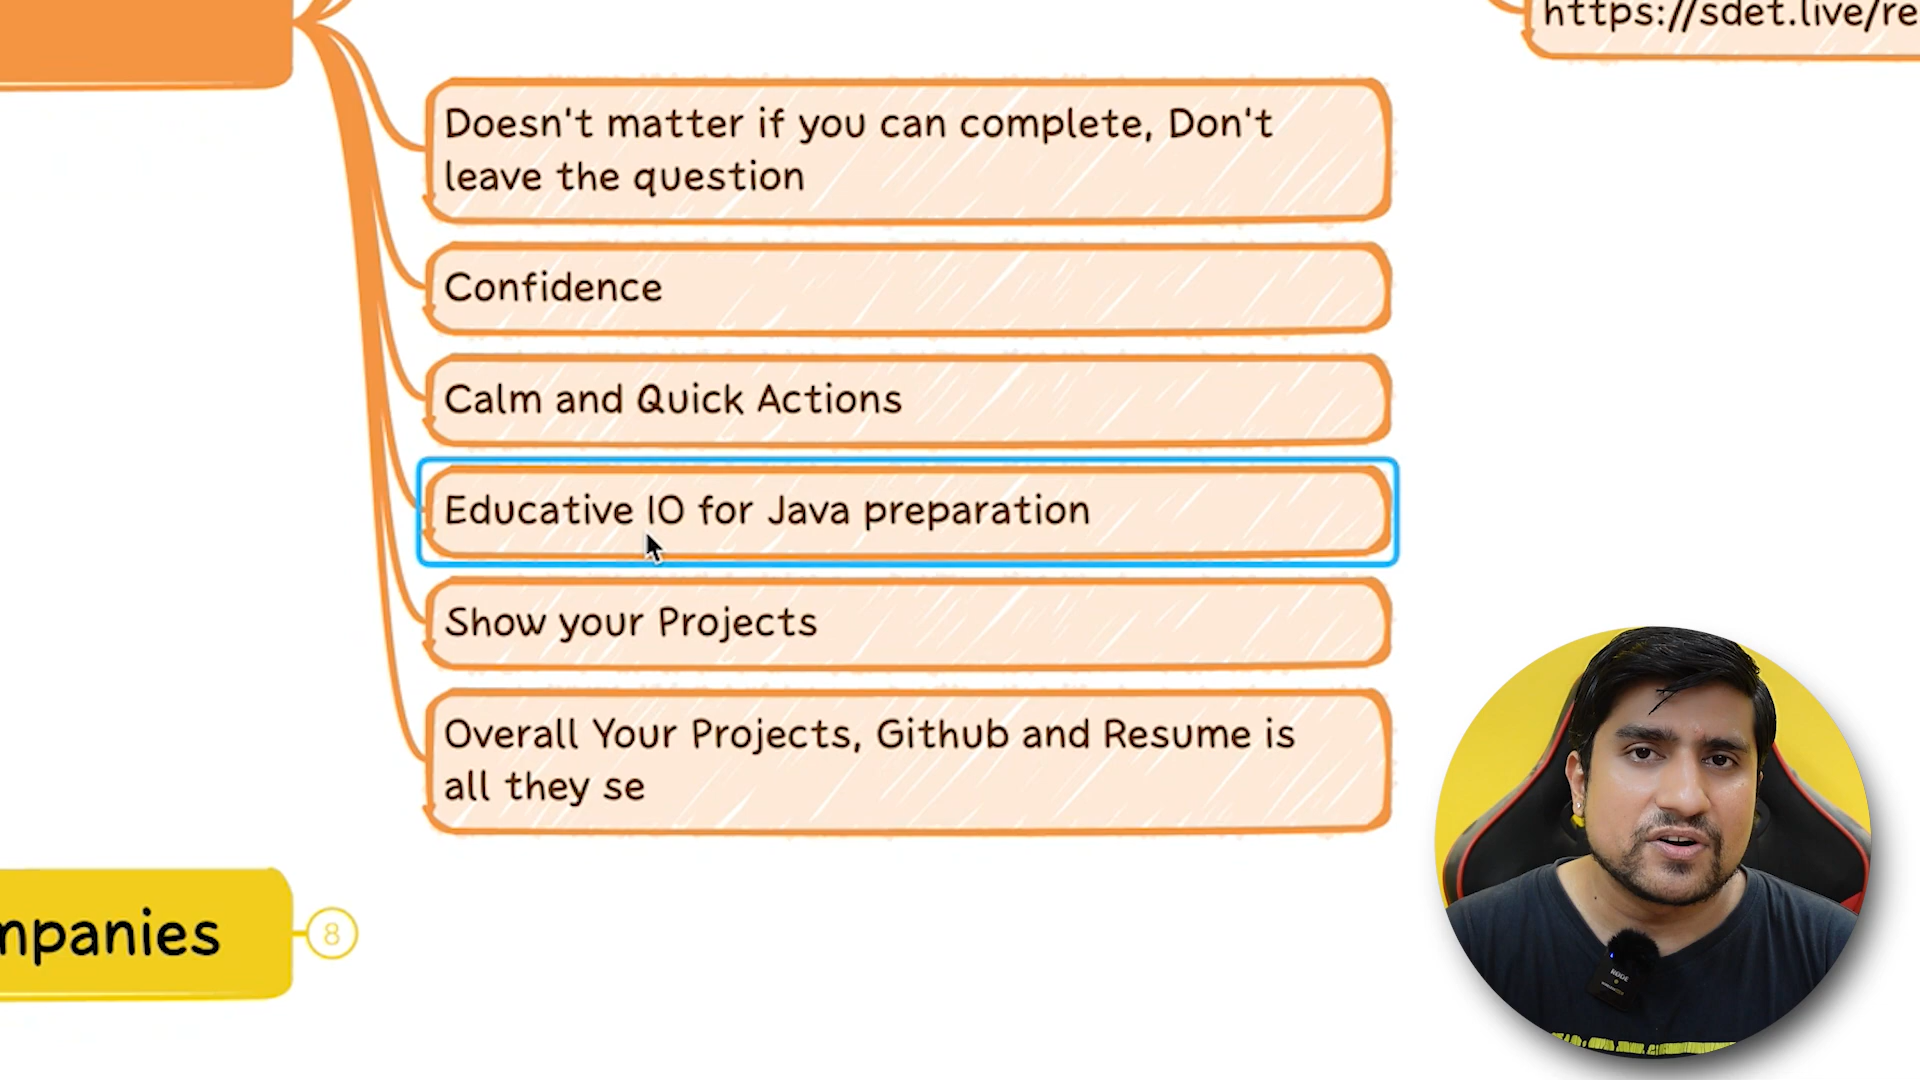 https://sdet.live/re
Doesn't matter if you can complete, Don't
leave the question
Confidence
Calm and Quick Actions
Educative IO for Java preparation
Show your Projects
Overall Your Projects, Github and Resume is
all they se
mpanies
8
RODE